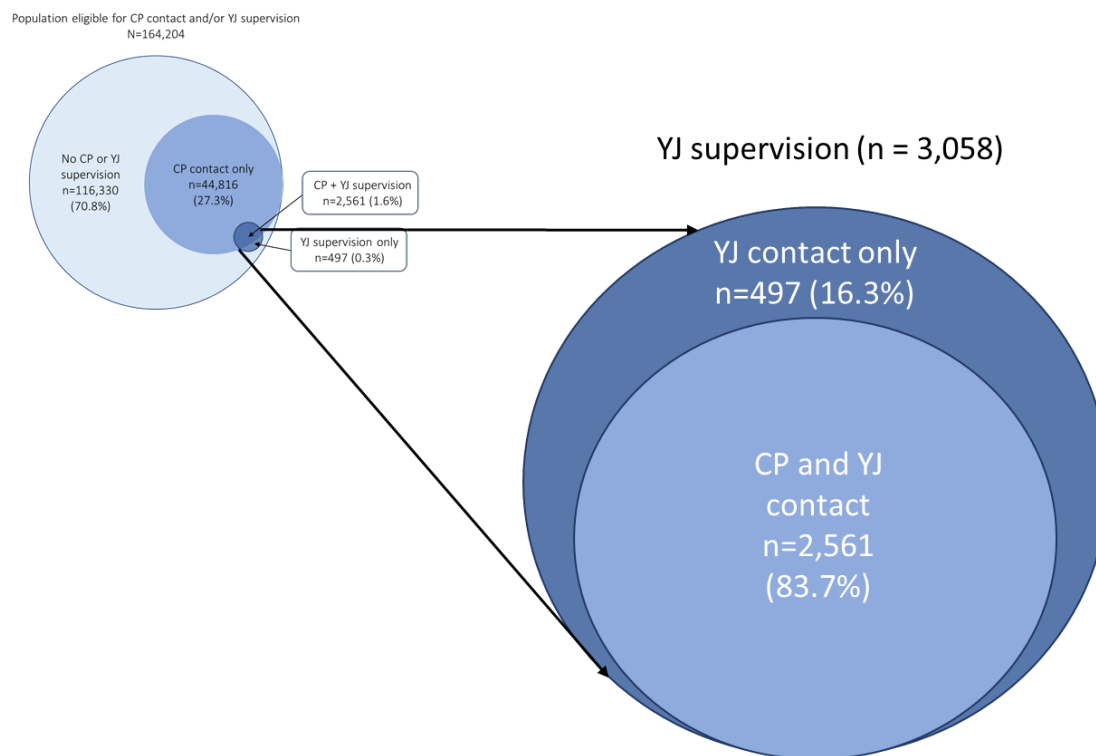 Population eligible for CP contact and/or YJ supervision
N=164,204
No CP or YJ
supervision
n=116,330
(70.8%)
CP contact only
n=44,816
(27.3%)
CP + YJ supervision
n=2,561 (1.6%)
YJ supervision only
n=497 (0.3%)
YJ supervision (n = 3,058)
YJ contact only
n=497 (16.3%)
CP and YJ
contact
n=2,561
(83.7%)